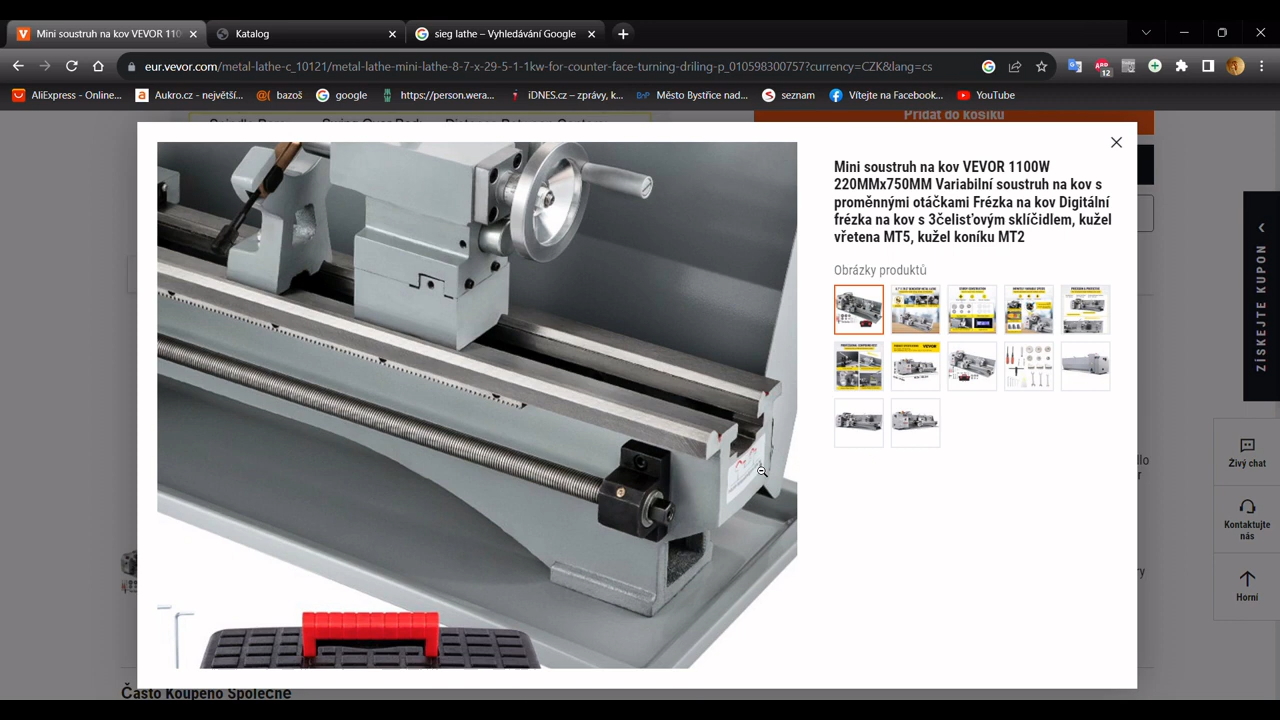 Mini soustruh na kov VEVOR 110
Katalog
sieg lathe – Vyhledávání Google
eur.vevor.com/metal-lathe-c_10121/metal-lathe-mini-lathe-8-7-x-29-5-1-1kw-for-counter-face-turning-driling-p_010598300757?currency=CZK&lang=cs
12
AliExpress - Online...
Aukro.cz - největší...
bazoš
google
https://person.wera...
iDNES.cz – zprávy, k...
Město Bystřice nad...
seznam
Vítejte na Facebook...
YouTube
Přidat do košíku
Mini soustruh na kov VEVOR 1100W
220MMx750MM Variabilní soustruh na kov s
proměnnými otáčkami Frézka na kov Digitální
frézka na kov s 3čelisťovým sklíčidlem, kužel
vřetena MT5, kužel koníku MT2
Obrázky produktů
ZÍSKEJTE KUPON
Živý chat
Kontaktujte
nás
Horní
Často Koupeno Společně